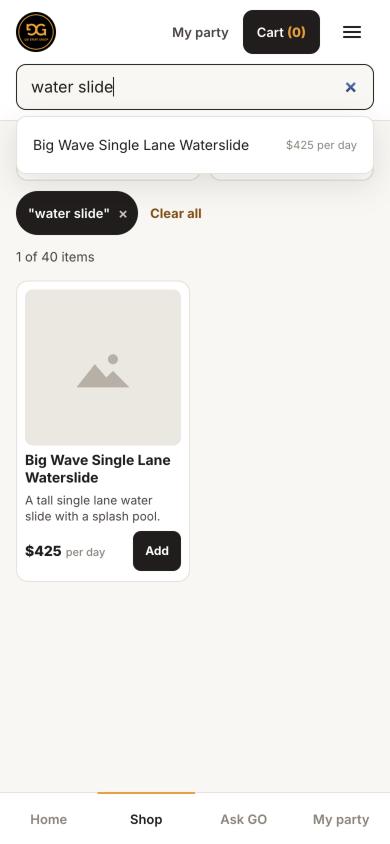 GG
My party
Cart (0)
water slide
Big Wave Single Lane Waterslide
$425 per day
"water slide" ×
Clear all
1 of 40 items
Big Wave Single Lane
Waterslide
A tall single lane water
slide with a splash pool.
$425 per day
Add
Home
Shop
Ask GO
My party